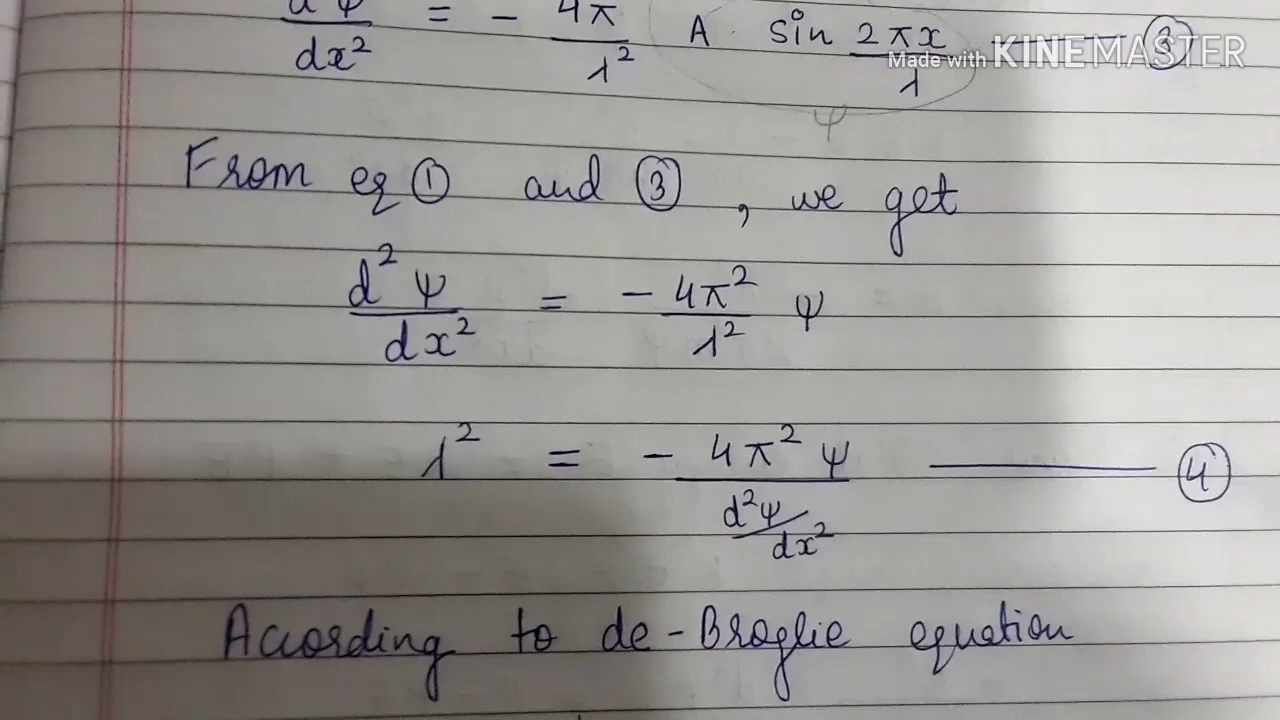 d²ψ/dx² = - 4π/λ² A sin 2πx/λ ——— ③
Made with KINEMASTER
ψ
From eq ① and ③, we get
d²ψ/dx² = - 4π²/λ² ψ
λ² = - 4π²ψ / d²ψ/dx² ——— ④
According to de-Broglie equation